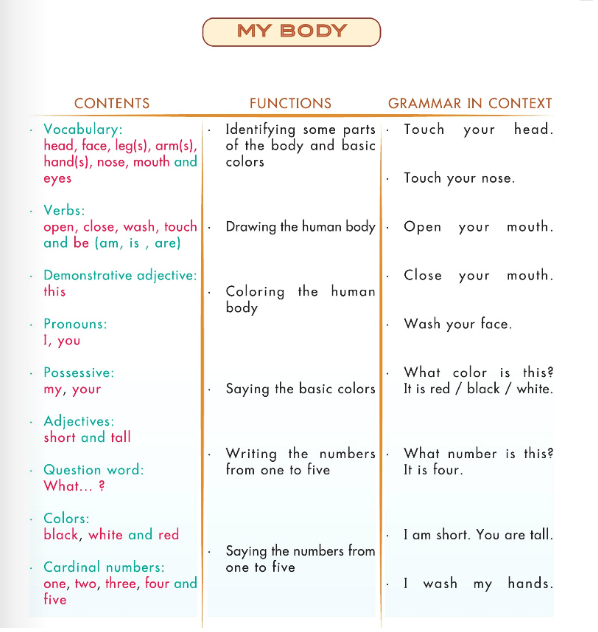 MY BODY
CONTENTS
· Vocabulary:
head, face, leg(s), arm(s),
hand(s), nose, mouth and
eyes
· Verbs:
open, close, wash, touch
and be (am, is , are)
· Demonstrative adjective:
this
· Pronouns:
I, you
· Possessive:
my, your
· Adjectives:
short and tall
· Question word:
What... ?
· Colors:
black, white and red
· Cardinal numbers:
one, two, three, four and
five
FUNCTIONS
· Identifying some parts
of the body and basic
colors
· Drawing the human body
· Coloring the human
body
· Saying the basic colors
· Writing the numbers
from one to five
· Saying the numbers from
one to five
GRAMMAR IN CONTEXT
· Touch your head.
· Touch your nose.
· Open your mouth.
· Close your mouth.
· Wash your face.
· What color is this?
It is red / black / white.
· What number is this?
It is four.
· I am short. You are tall.
· I wash my hands.